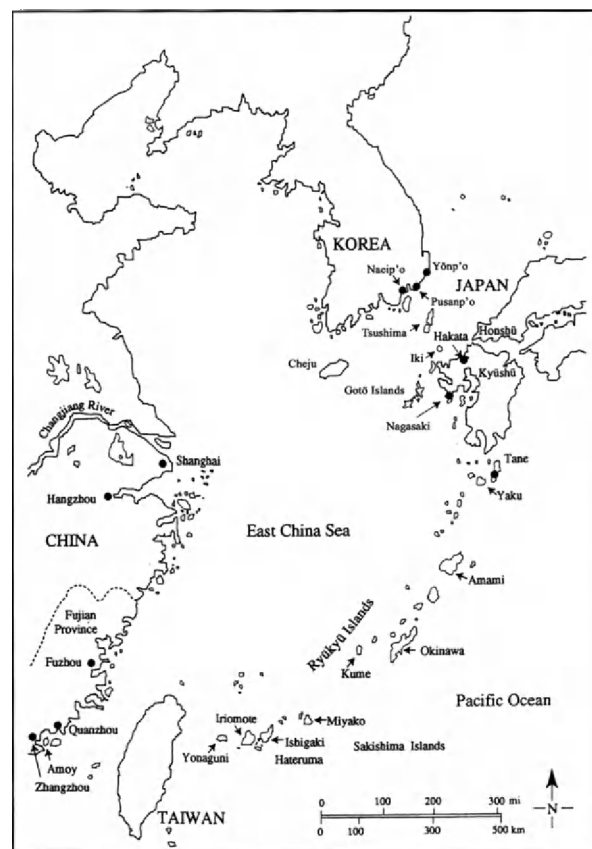 KOREA
Naeip'o
Yŏnp'o
JAPAN
Pusanp'o
Tsushima
Hakata
Honshū
Iki
Cheju
Kyūshū
Gotō Islands
Nagasaki
Changjiang River
Shanghai
Tane
Hangzhou
Yaku
East China Sea
CHINA
Amami
Fujian
Province
Ryūkyū Islands
Okinawa
Fuzhou
Kume
Pacific Ocean
Quanzhou
Iriomote
Miyako
Ishigaki
Sakishima Islands
Yonaguni
Hateruma
Amoy
Zhangzhou
TAIWAN
0 100 200 300 mi
0 100 300 500 km
N